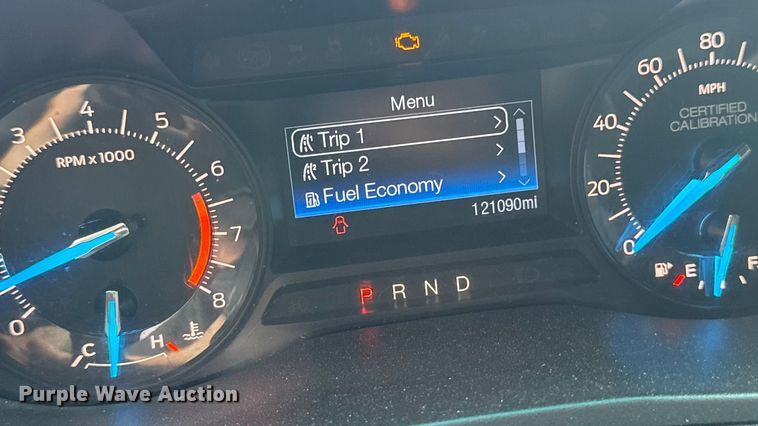 Menu
Trip 1
Trip 2
Fuel Economy
121090mi
P R N D
0
3
4
5
6
7
8
RPM x 1000
C
H
0
20
40
60
80
MPH
CERTIFIED
CALIBRATION
E
F
Purple Wave Auction